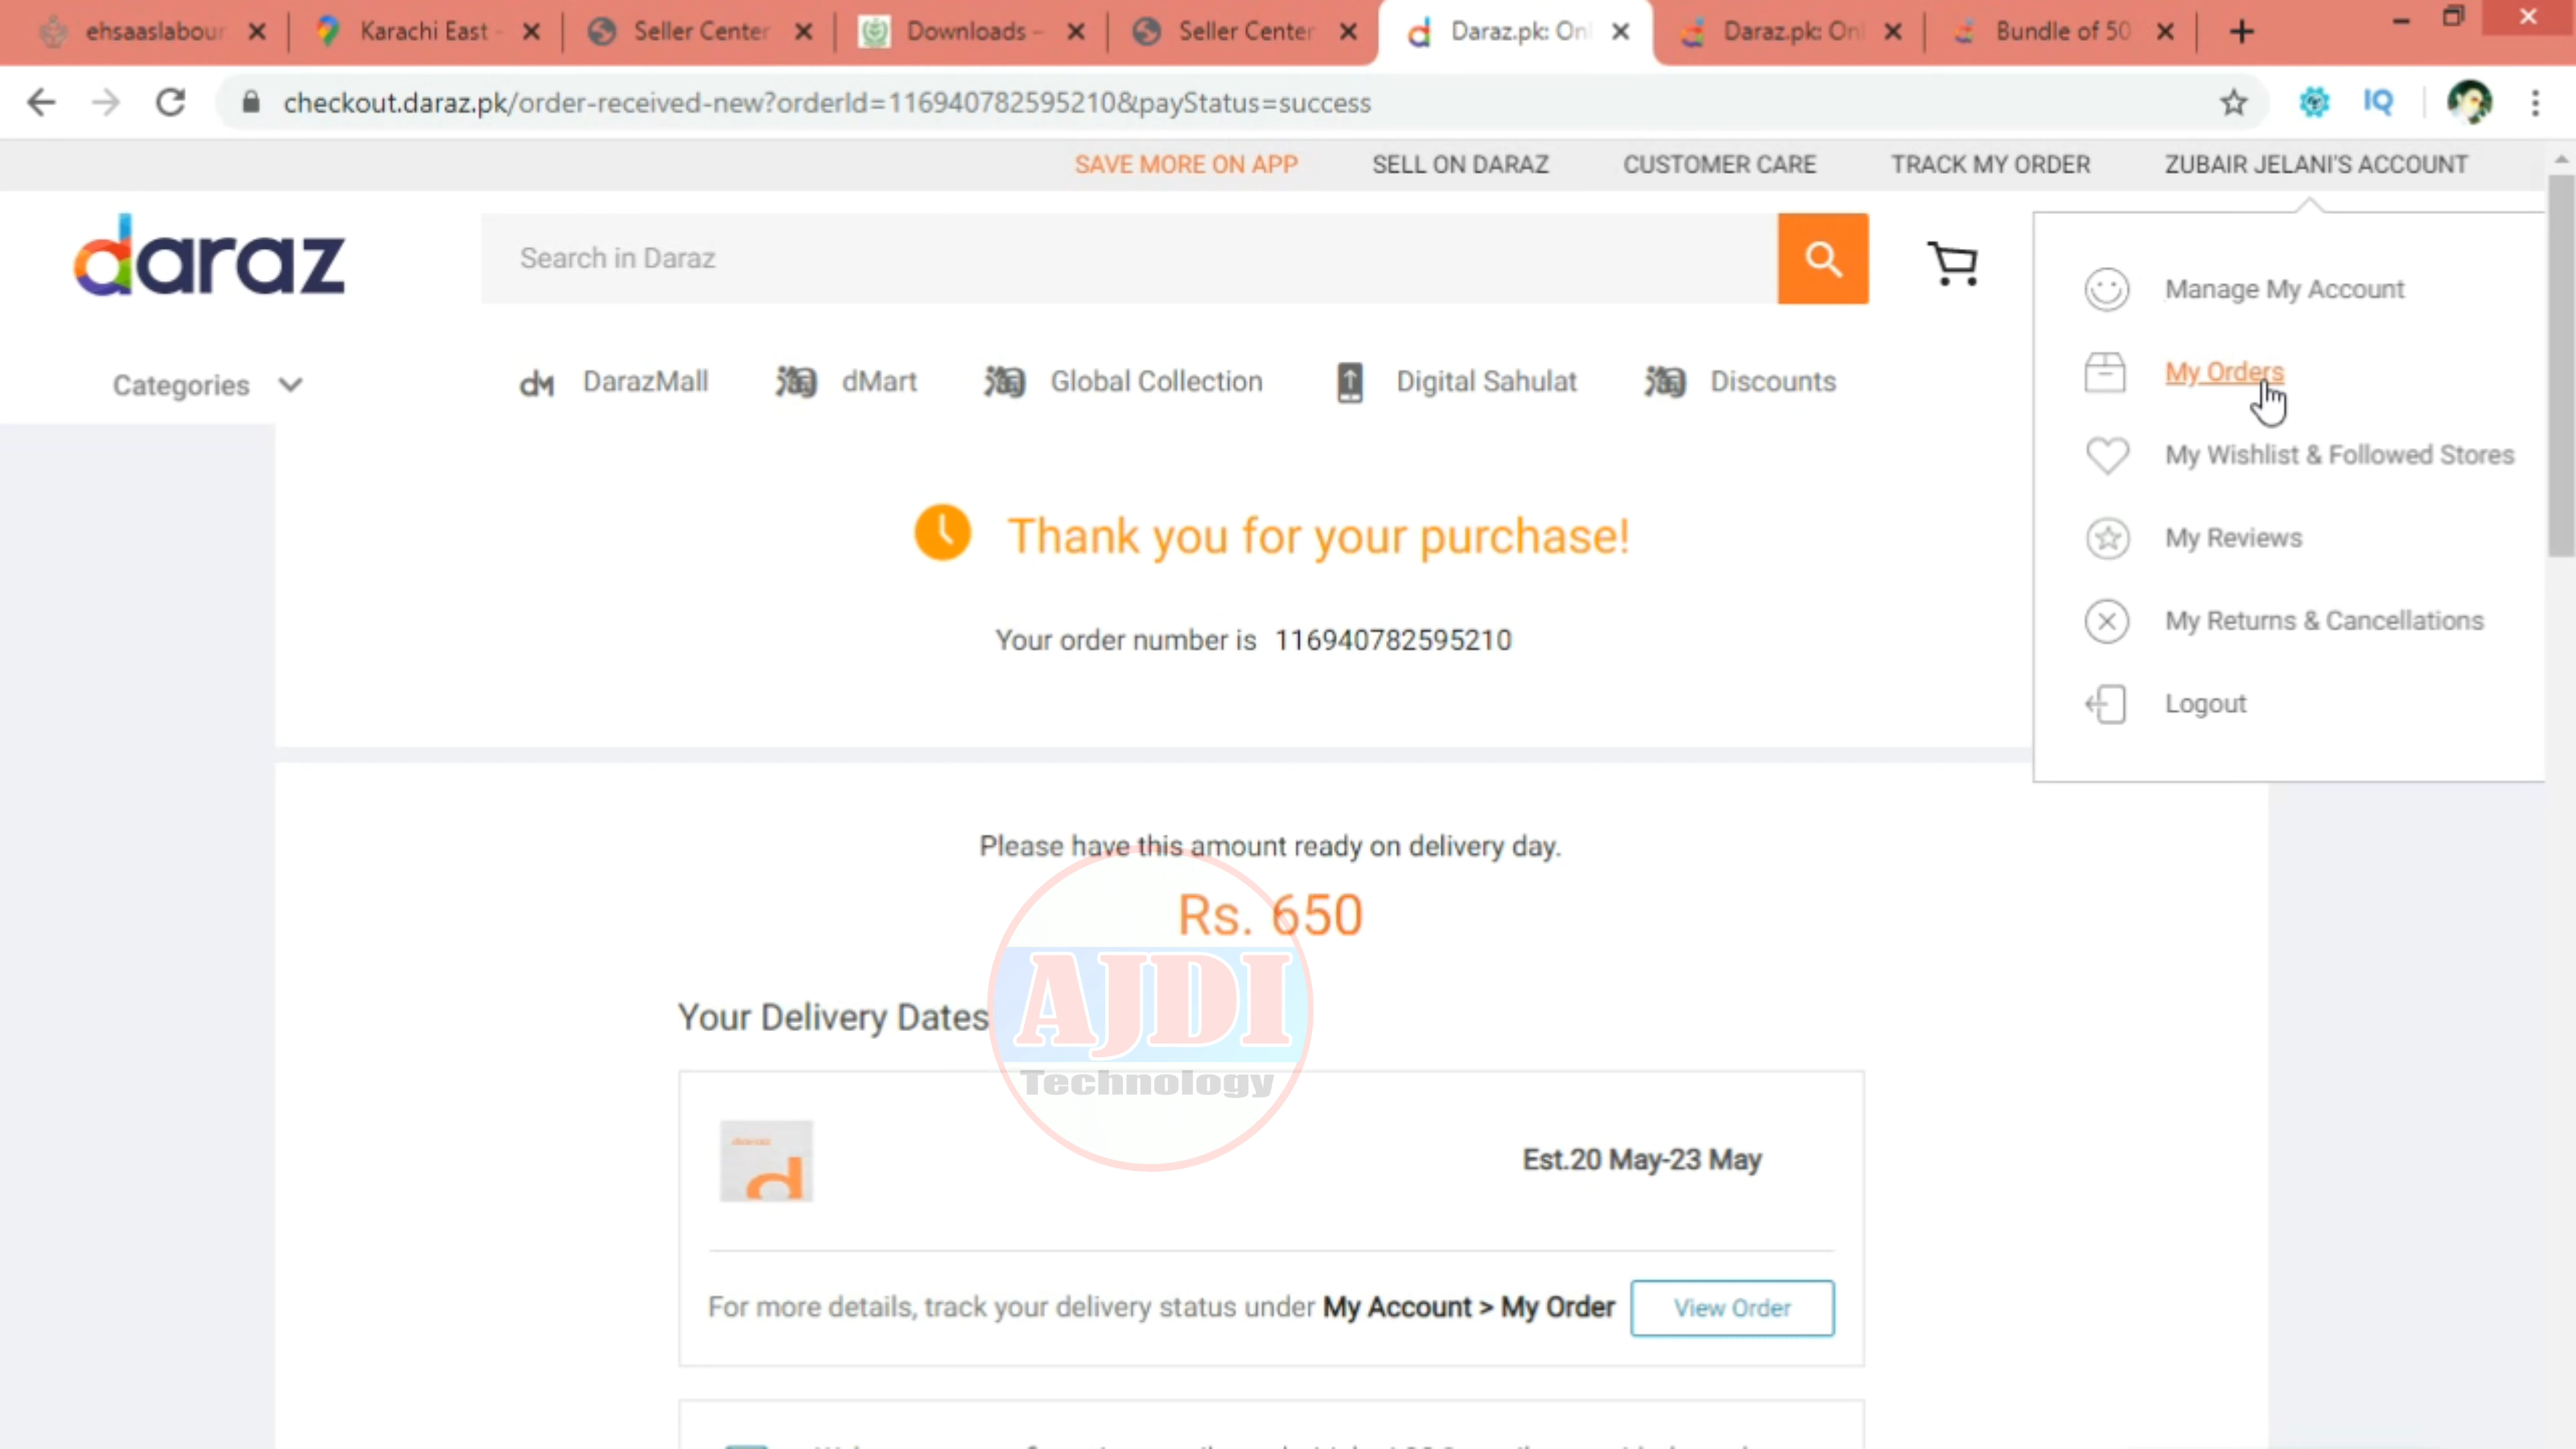 ehsaaslabour
Karachi East -
Seller Center
Downloads –
Seller Center
Daraz.pk: Onl
Daraz.pk: Onl
Bundle of 50
checkout.daraz.pk/order-received-new?orderId=116940782595210&payStatus=success
IQ
SAVE MORE ON APP
SELL ON DARAZ
CUSTOMER CARE
TRACK MY ORDER
ZUBAIR JELANI'S ACCOUNT
daraz
Search in Daraz
Manage My Account
My Orders
My Wishlist & Followed Stores
My Reviews
My Returns & Cancellations
Logout
Categories
DarazMall
dMart
Global Collection
Digital Sahulat
Discounts
Thank you for your purchase!
Your order number is 116940782595210
Please have this amount ready on delivery day.
Rs. 650
AJDI
Technology
Your Delivery Dates
Est.20 May-23 May
For more details, track your delivery status under My Account > My Order
View Order